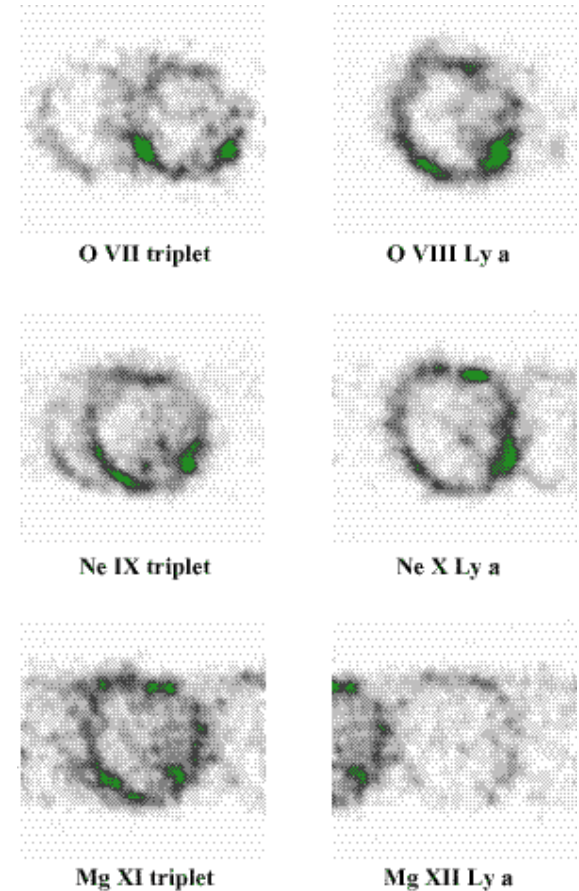 O VII triplet
O VIII Ly a
Ne IX triplet
Ne X Ly a
Mg XI triplet
Mg XII Ly a